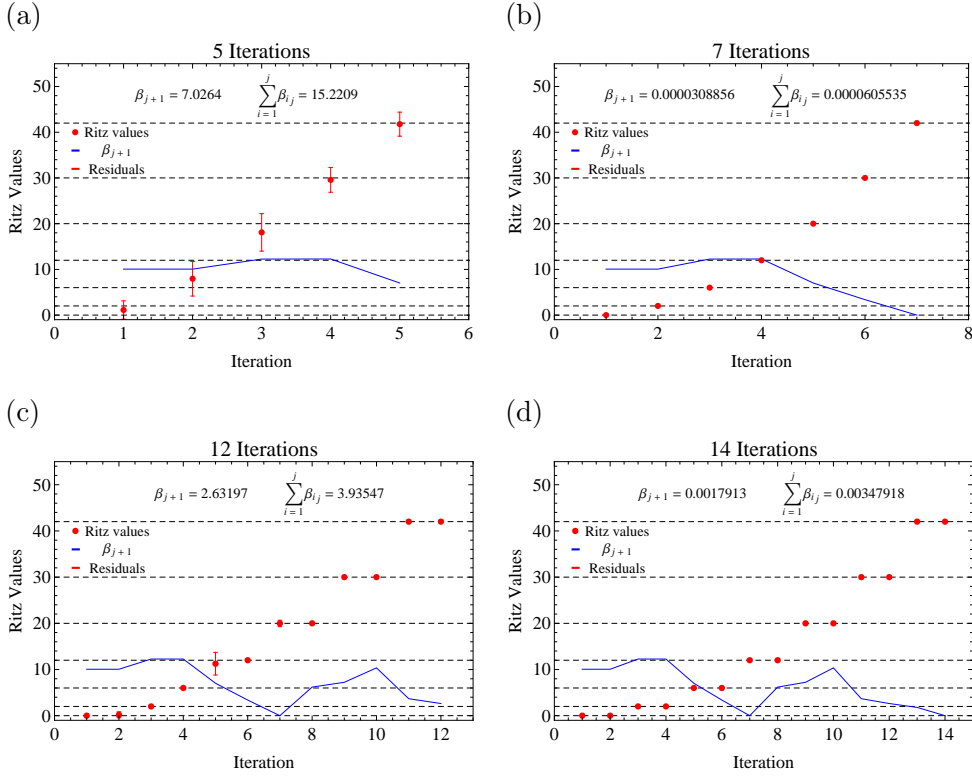 (a)
5 Iterations
β_{j+1} = 7.0264    \sum_{i=1}^{j} β_{ij} = 15.2209
Ritz values
β_{j+1}
Residuals
Ritz Values
50
40
30
20
10
0
0 1 2 3 4 5 6
Iteration
(b)
7 Iterations
β_{j+1} = 0.0000308856    \sum_{i=1}^{j} β_{ij} = 0.0000605535
Ritz values
β_{j+1}
Residuals
Ritz Values
50
40
30
20
10
0
0 2 4 6 8
Iteration
(c)
12 Iterations
β_{j+1} = 2.63197    \sum_{i=1}^{j} β_{ij} = 3.93547
Ritz values
β_{j+1}
Residuals
Ritz Values
50
40
30
20
10
0
0 2 4 6 8 10 12
Iteration
(d)
14 Iterations
β_{j+1} = 0.0017913    \sum_{i=1}^{j} β_{ij} = 0.00347918
Ritz values
β_{j+1}
Residuals
Ritz Values
50
40
30
20
10
0
0 2 4 6 8 10 12 14
Iteration